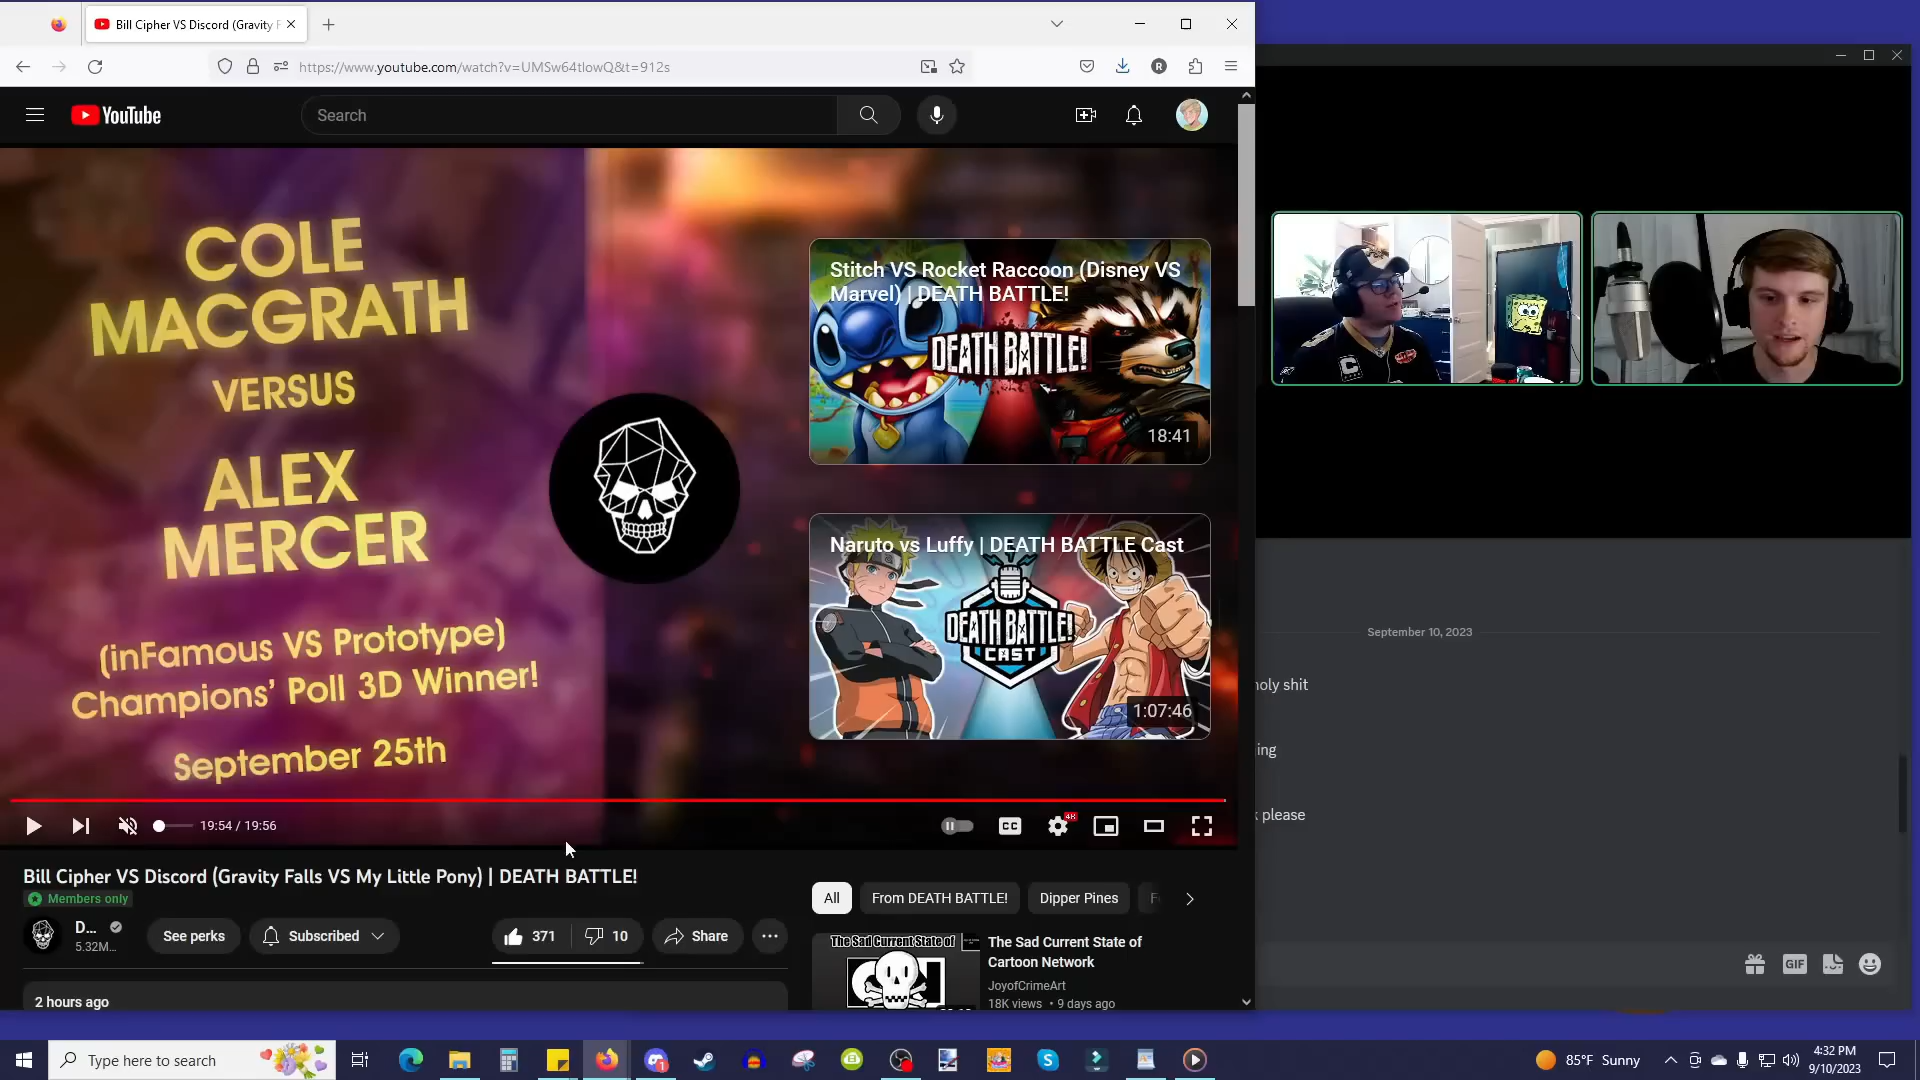 Bill Cipher VS Discord (Gravity F
https://www.youtube.com/watch?v=UMSw64tlowQ&t=912s
R
YouTube
Search
COLE
MACGRATH
VERSUS
ALEX
MERCER
(inFamous VS Prototype)
Champions' Poll 3D Winner!
September 25th
Stitch VS Rocket Raccoon (Disney VS
Marvel) | DEATH BATTLE!
DEATH BATTLE!
18:41
Naruto vs Luffy | DEATH BATTLE Cast
DEATH BATTLE!
CAST
1:07:46
19:54 / 19:56
CC
4K
Bill Cipher VS Discord (Gravity Falls VS My Little Pony) | DEATH BATTLE!
Members only
D...
5.32M...
See perks
Subscribed
371
10
Share
2 hours ago
All
From DEATH BATTLE!
Dipper Pines
The Sad Current State of
The Sad Current State of
Cartoon Network
JoyofCrimeArt
18K views • 9 days ago
September 10, 2023
holy shit
ing
please
GIF
Type here to search
1
85°F Sunny
4:32 PM
9/10/2023